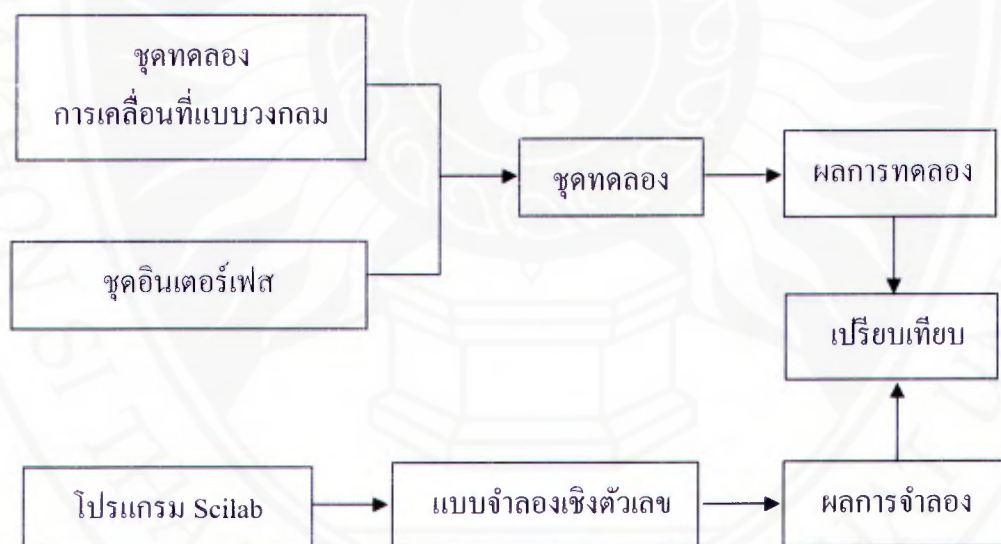 ชุดทดลอง
การเคลื่อนที่แบบวงกลม
ชุดทดลอง
ผลการทดลอง
ชุดอินเตอร์เฟส
เปรียบเทียบ
โปรแกรม Scilab
แบบจำลองเชิงตัวเลข
ผลการจำลอง